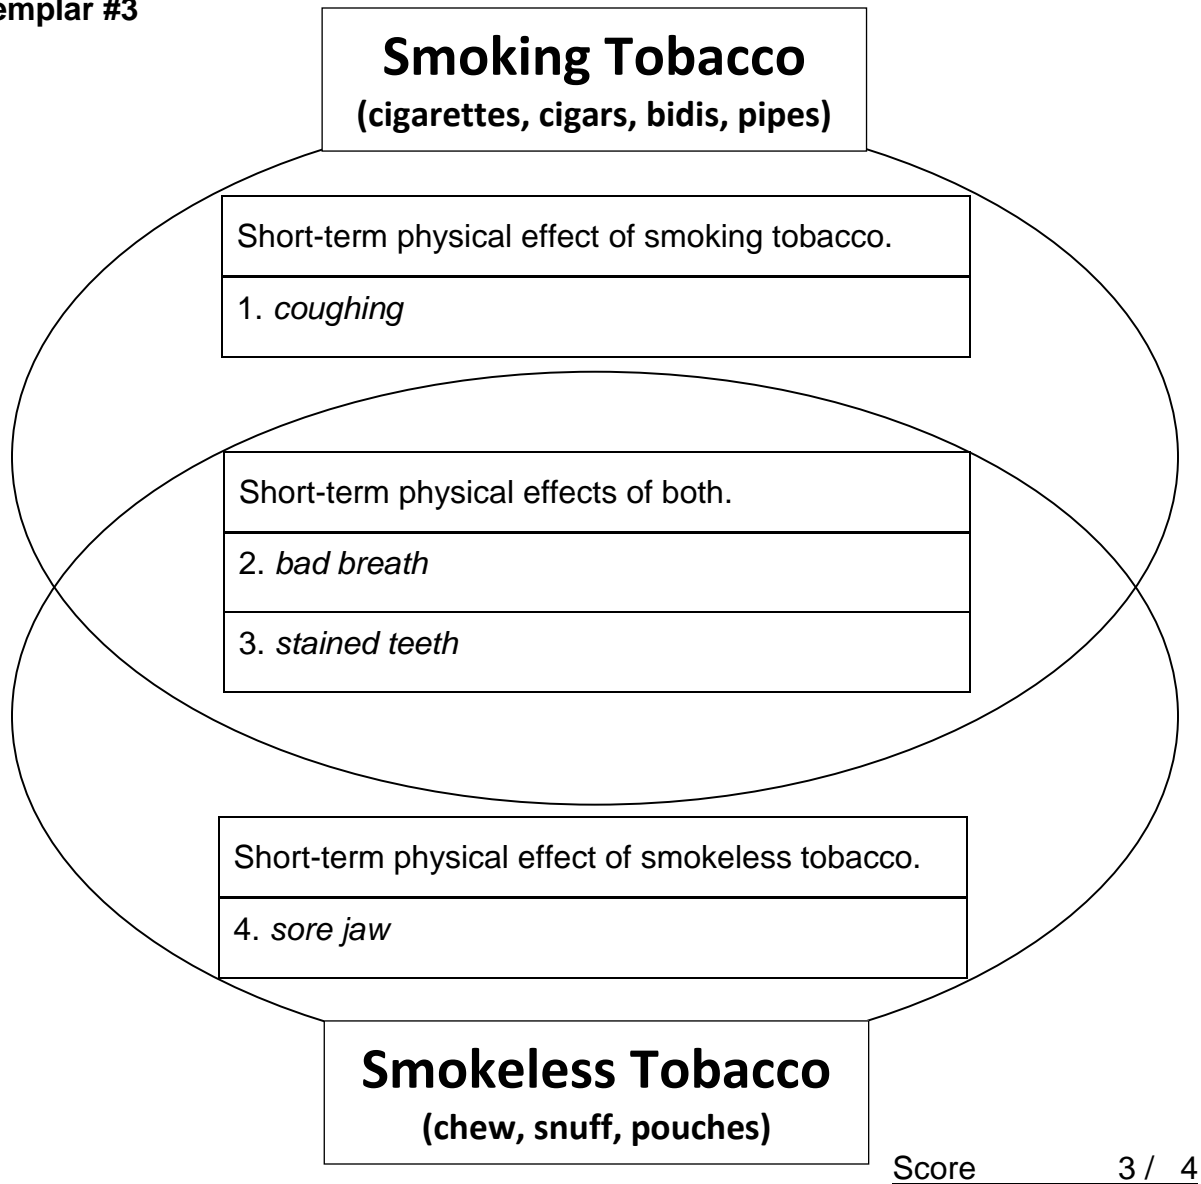 emplar #3
Smoking Tobacco
(cigarettes, cigars, bidis, pipes)
Short-term physical effect of smoking tobacco.
1. coughing
Short-term physical effects of both.
2. bad breath
3. stained teeth
Short-term physical effect of smokeless tobacco.
4. sore jaw
Smokeless Tobacco
(chew, snuff, pouches)
Score 3 / 4